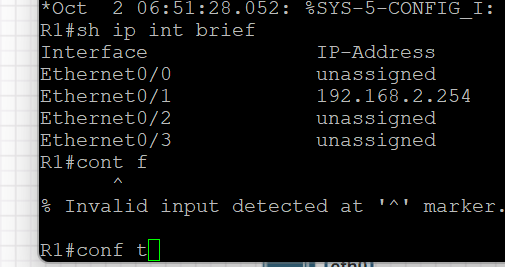 *Oct  2 06:51:28.052: %SYS-5-CONFIG_I:
R1#sh ip int brief
Interface              IP-Address
Ethernet0/0            unassigned
Ethernet0/1            192.168.2.254
Ethernet0/2            unassigned
Ethernet0/3            unassigned
R1#cont f
      ^
% Invalid input detected at '^' marker.
R1#conf t